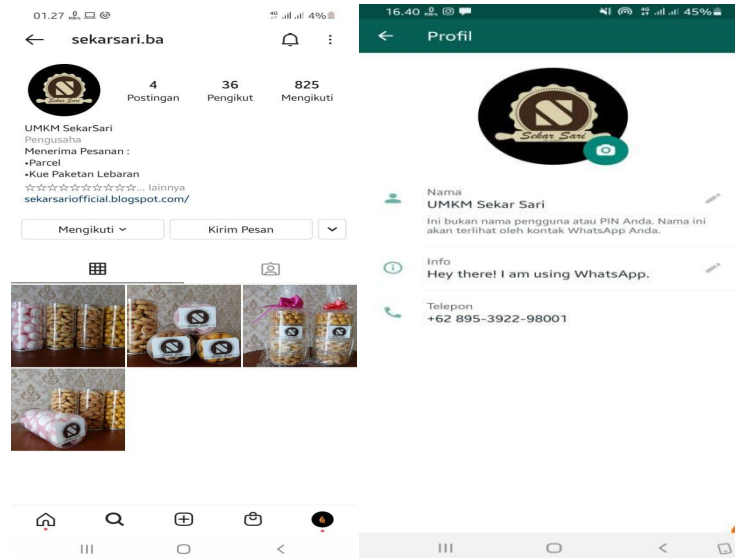 01.27
4G 4%
sekarsari.ba
Sekar Sari
4 36 825
Postingan Pengikut Mengikuti
UMKM SekarSari
Pengusaha
Menerima Pesanan :
•Parcel
•Kue Paketan Lebaran
☆☆☆☆☆☆☆☆☆☆... lainnya
sekarsariofficial.blogspot.com/
Mengikuti Kirim Pesan
16.40
45%
Profil
Sekar Sari
Nama
UMKM Sekar Sari
Ini bukan nama pengguna atau PIN Anda. Nama ini
akan terlihat oleh kontak WhatsApp Anda.
Info
Hey there! I am using WhatsApp.
Telepon
+62 895-3922-98001